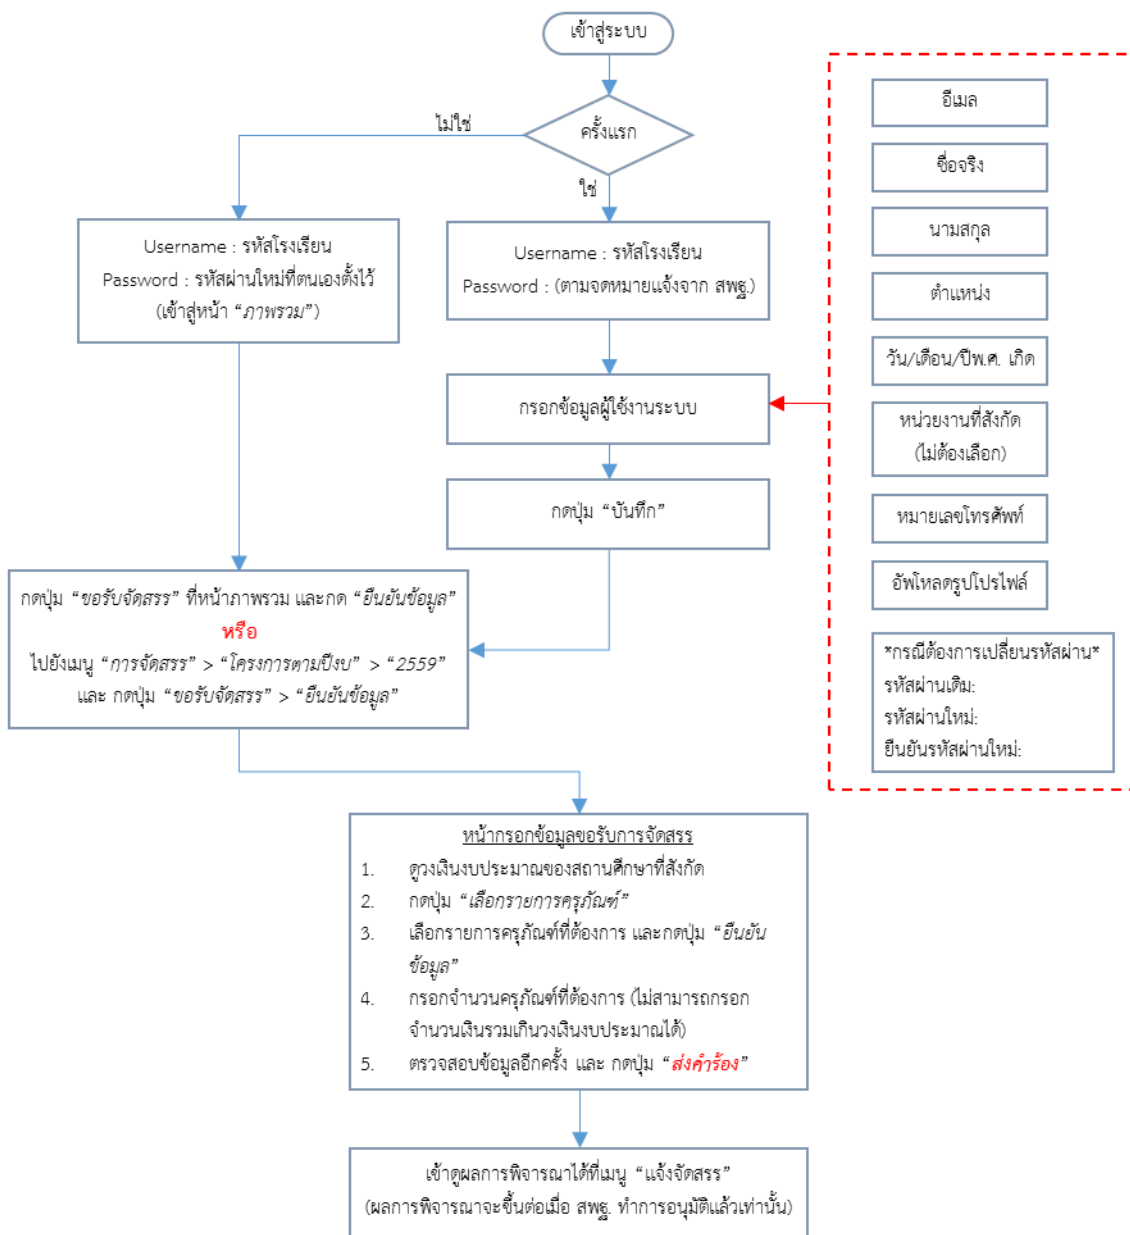 เข้าสู่ระบบ
ครั้งแรก
ไม่ใช่
ใช่
Username : รหัสโรงเรียน
Password : รหัสผ่านใหม่ที่ตนเองตั้งไว้
(เข้าสู่หน้า “ภาพรวม”)
Username : รหัสโรงเรียน
Password : (ตามจดหมายแจ้งจาก สพฐ.)
กรอกข้อมูลผู้ใช้งานระบบ
กดปุ่ม “บันทึก”
อีเมล
ชื่อจริง
นามสกุล
ตำแหน่ง
วัน/เดือน/ปีพ.ศ. เกิด
หน่วยงานที่สังกัด
(ไม่ต้องเลือก)
หมายเลขโทรศัพท์
อัพโหลดรูปโปรไฟล์
*กรณีต้องการเปลี่ยนรหัสผ่าน*
รหัสผ่านเดิม:
รหัสผ่านใหม่:
ยืนยันรหัสผ่านใหม่:
กดปุ่ม “ขอรับจัดสรร” ที่หน้าภาพรวม และกด “ยืนยันข้อมูล”
หรือ
ไปยังเมนู “การจัดสรร” > “โครงการตามปีงบ” > “2559”
และ กดปุ่ม “ขอรับจัดสรร” > “ยืนยันข้อมูล”
หน้ากรอกข้อมูลขอรับการจัดสรร
1. ดูวงเงินงบประมาณของสถานศึกษาที่สังกัด
2. กดปุ่ม “เลือกรายการครุภัณฑ์”
3. เลือกรายการครุภัณฑ์ที่ต้องการ และกดปุ่ม “ยืนยัน
ข้อมูล”
4. กรอกจำนวนครุภัณฑ์ที่ต้องการ (ไม่สามารถกรอก
จำนวนเงินรวมเกินวงเงินงบประมาณได้)
5. ตรวจสอบข้อมูลอีกครั้ง และ กดปุ่ม “ส่งคำร้อง”
เข้าดูผลการพิจารณาได้ที่เมนู “แจ้งจัดสรร”
(ผลการพิจารณาจะขึ้นต่อเมื่อ สพฐ. ทำการอนุมัติแล้วเท่านั้น)